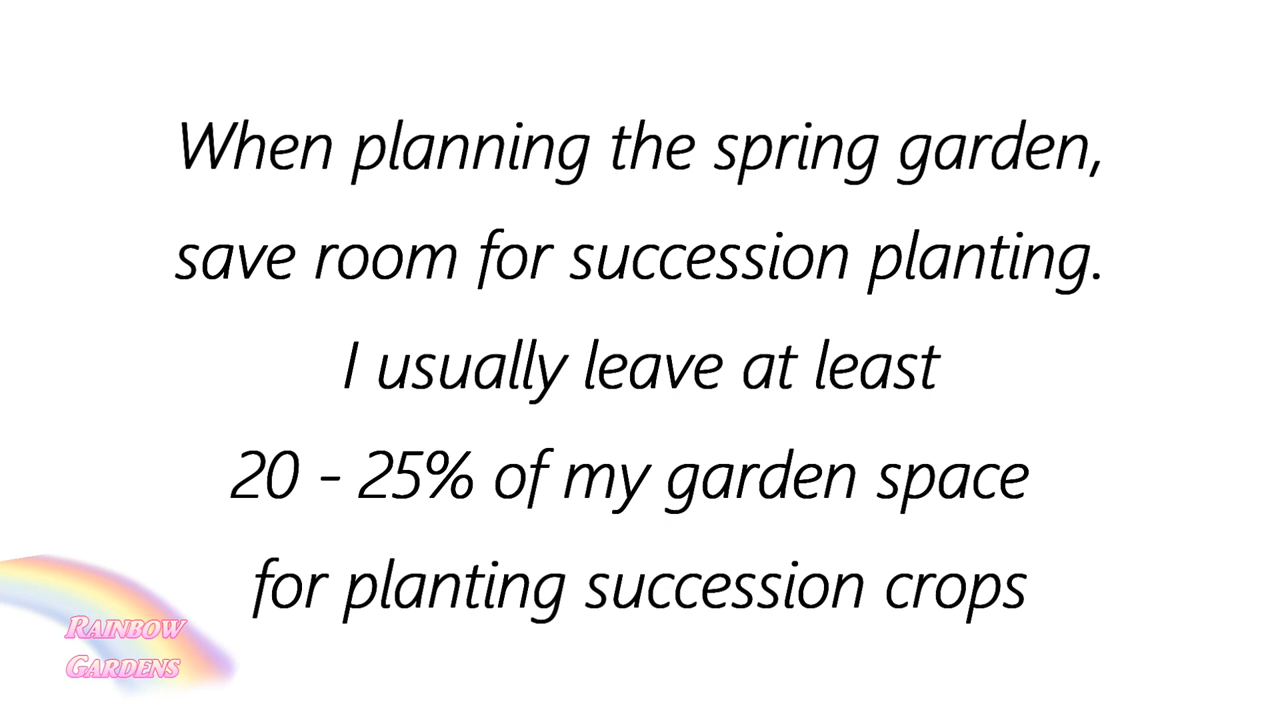 When planning the spring garden,
save room for succession planting.
I usually leave at least
20 - 25% of my garden space
for planting succession crops
RAINBOW
GARDENS